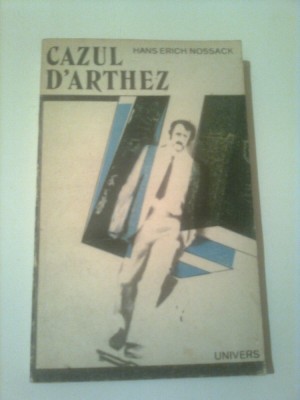 HANS ERICH NOSSACK
CAZUL
D'ARTHEZ
UNIVERS